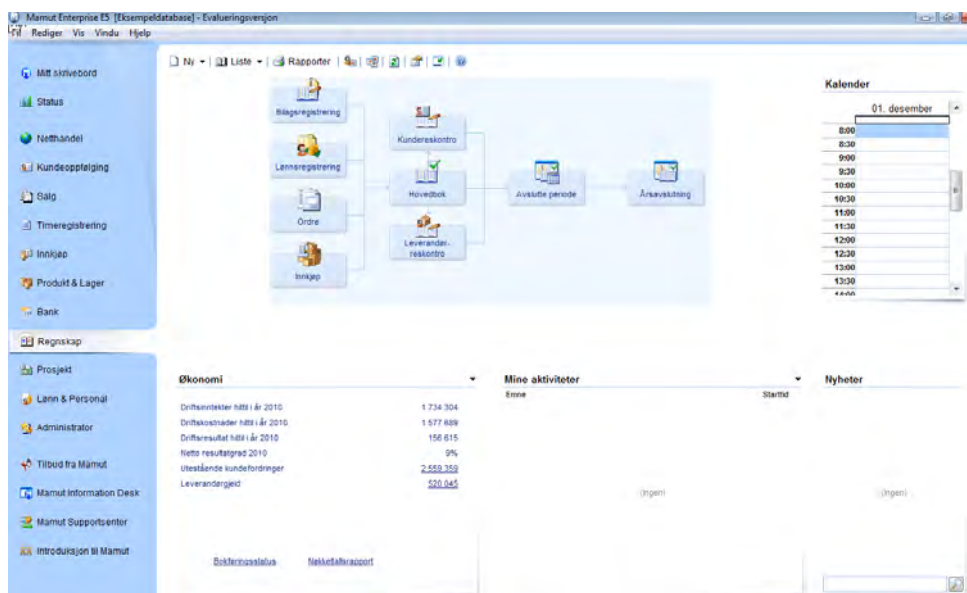 Mamut Enterprise E5 [Eksempeldatabase] - Evalueringsversjon
Fil Rediger Vis Vindu Hjelp
Ny Liste Rapporter
Mitt skrivebord
Status
Netthandel
Kundeoppfølging
Salg
Timeregistrering
Innkjøp
Produkt & Lager
Bank
Regnskap
Prosjekt
Lønn & Personal
Administrator
Tilbud fra Mamut
Mamut Information Desk
Mamut Supportsenter
Introduksjon til Mamut
Bilagsregistrering
Lønnsregistrering
Ordre
Innkjøp
Kundereskontro
Hovedbok
Leverandør-
reskontro
Avslutte periode
Årsavslutning
Kalender
01. desember
8:00
8:30
9:00
9:30
10:00
10:30
11:00
11:30
12:00
12:30
13:00
13:30
14:00
Økonomi
Driftsinntekter hittil i år 2010 1 734 304
Driftskostnader hittil i år 2010 1 577 689
Driftsresultat hittil i år 2010 156 615
Netto resultatgrad 2010 9%
Utestående kundefordringer 2 559 359
Leverandørgjeld 520 045
Bokføringsstatus Nøkkeltallsrapport
Mine aktiviteter
Emne Starttid
(Ingen)
Nyheter
(Ingen)